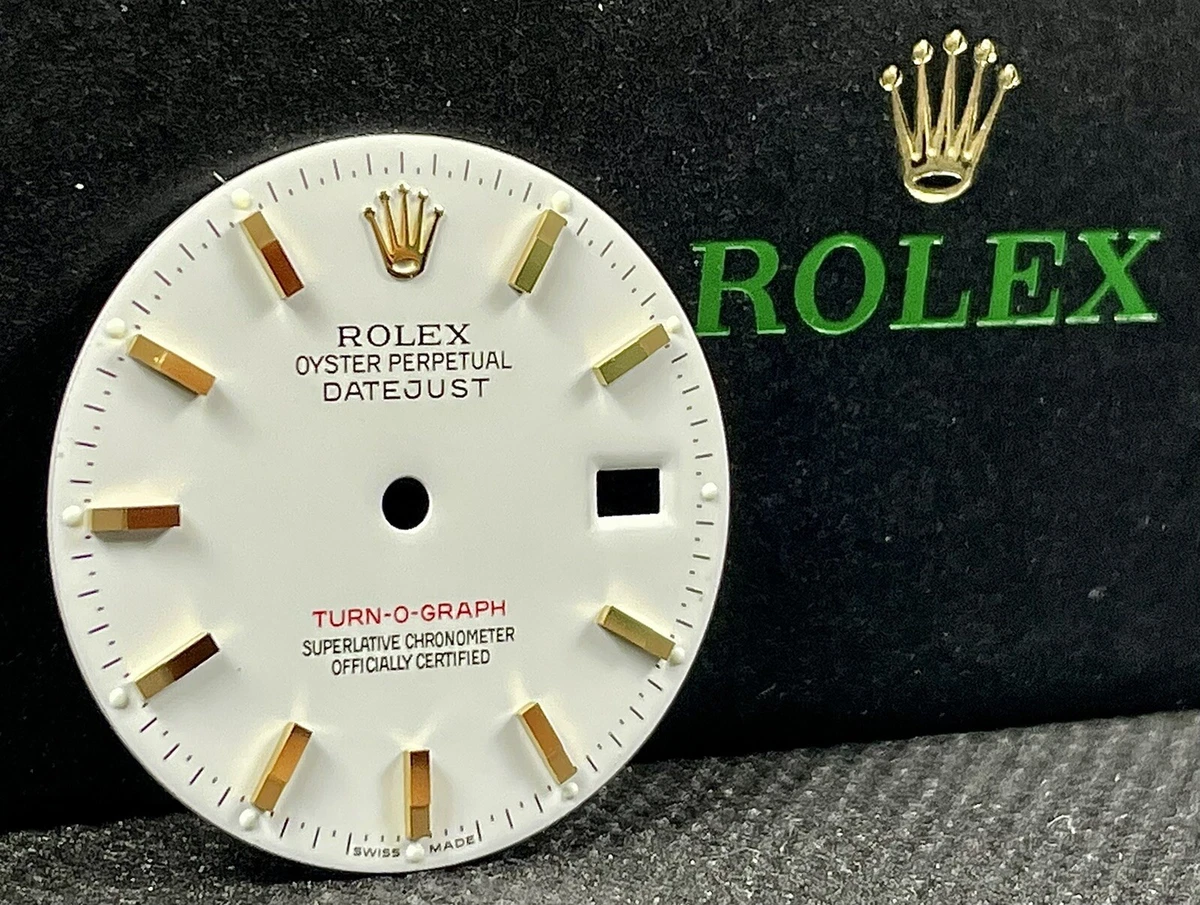 ROLEX
OYSTER PERPETUAL
DATEJUST
TURN-O-GRAPH
SUPERLATIVE CHRONOMETER
OFFICIALLY CERTIFIED
SWISS MADE
ROLEX